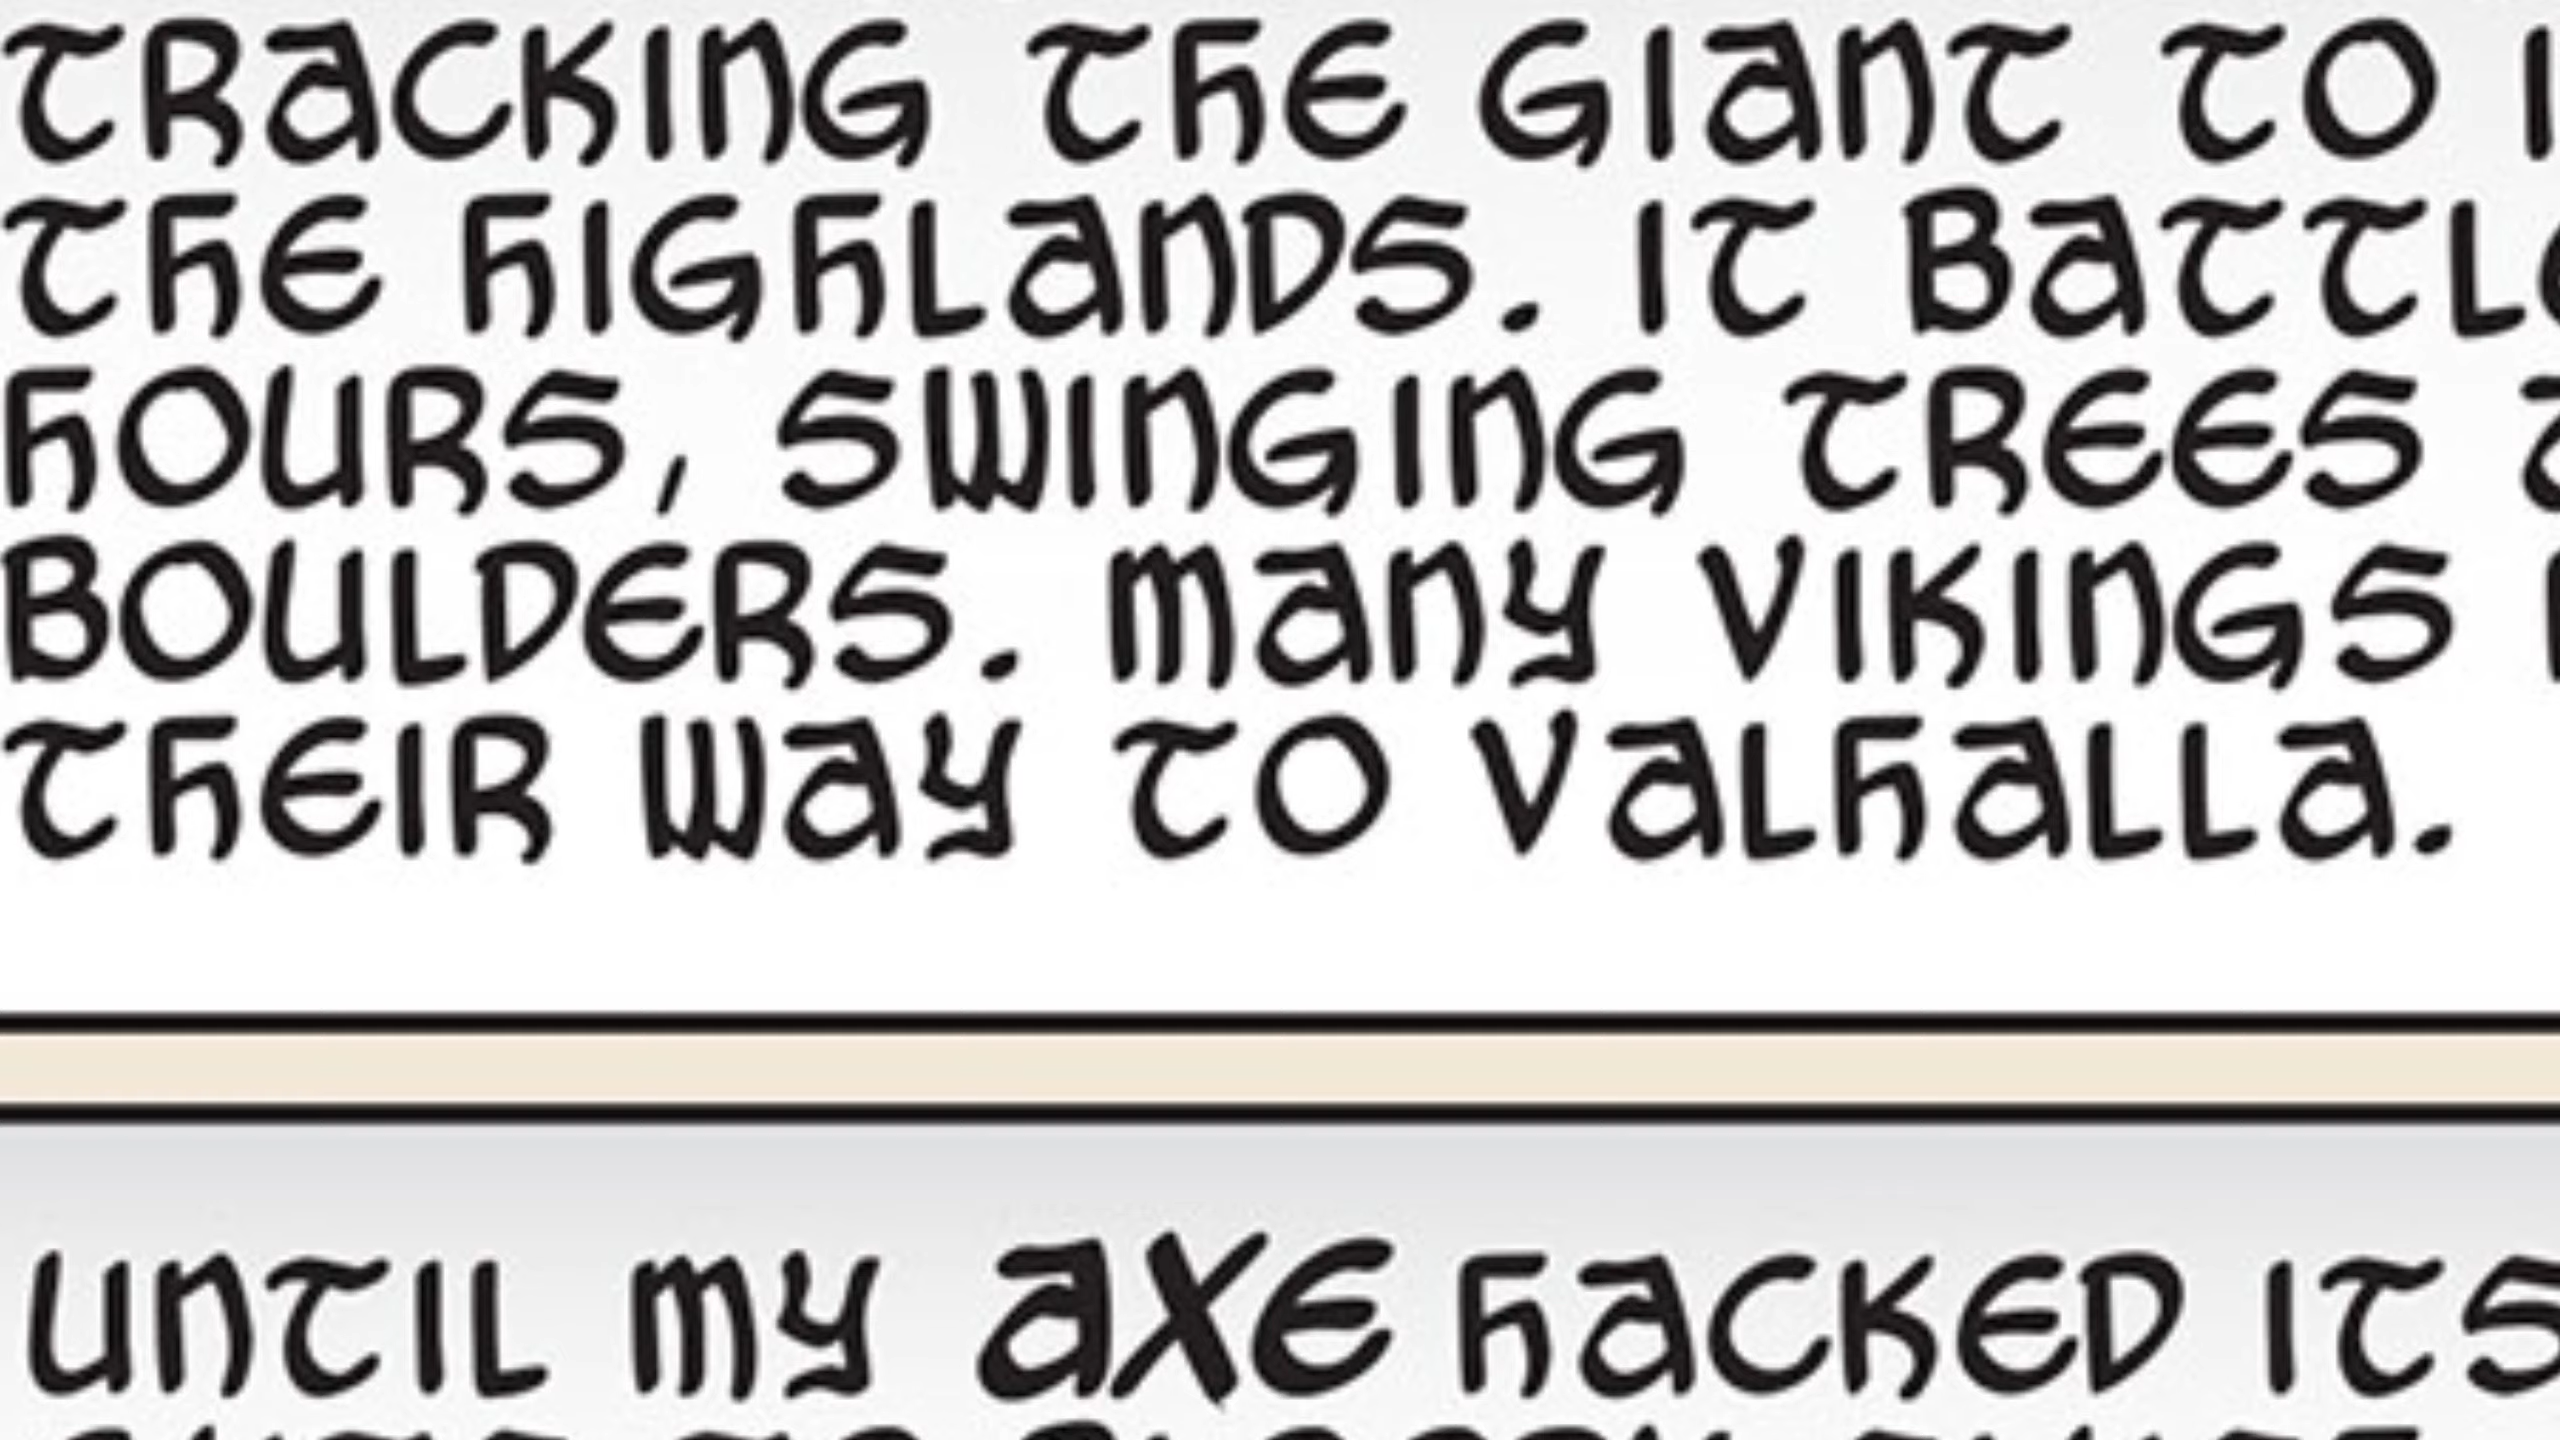 TRACKING THE GIANT TO
THE HIGHLANDS. IT
HOURS, SWINGING TREES
BOULDERS. MANY VIKINGS
THEIR WAY TO VALHALLA.
UNTIL MY AXE HACKED ITS